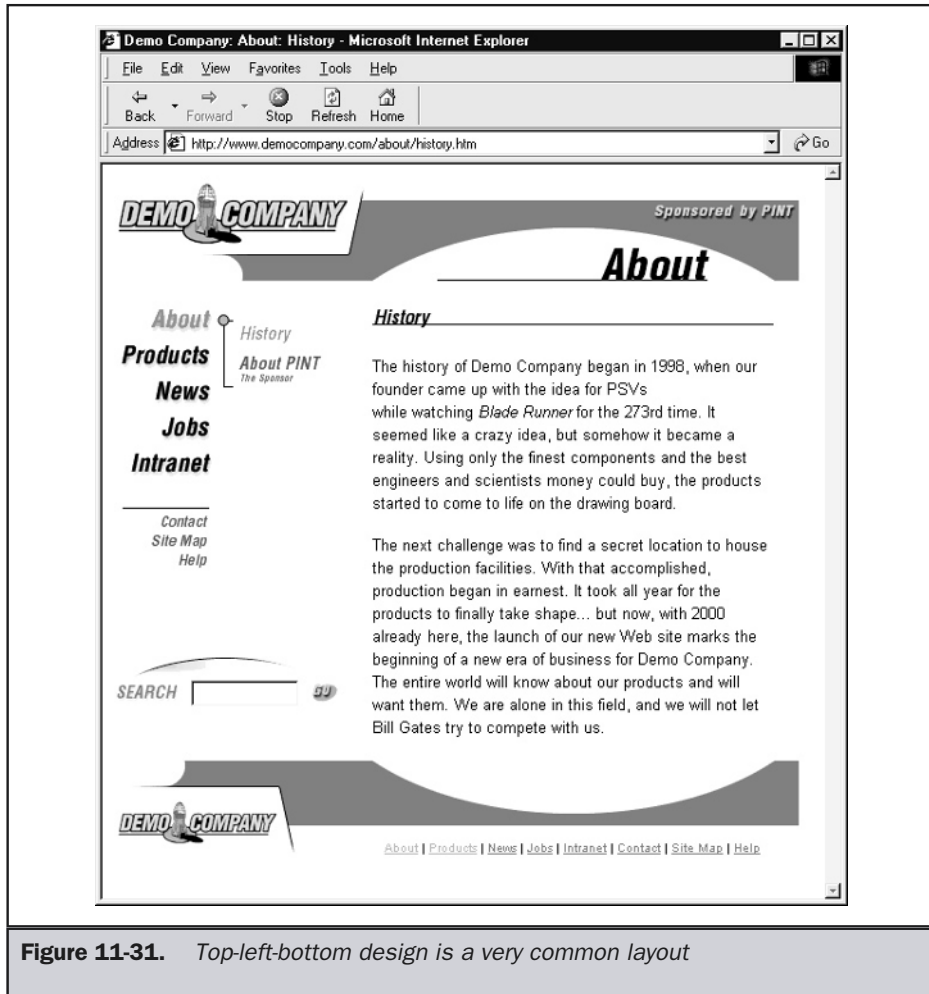 Demo Company: About: History - Microsoft Internet Explorer
File Edit View Favorites Tools Help
Back Forward Stop Refresh Home
Address http://www.democompany.com/about/history.htm Go
DEMO COMPANY
Sponsored by PINT
About
About
Products
News
Jobs
Intranet
History
About PINT
The Sponsor
Contact
Site Map
Help
SEARCH GO
History
The history of Demo Company began in 1998, when our
founder came up with the idea for PSVs
while watching Blade Runner for the 273rd time. It
seemed like a crazy idea, but somehow it became a
reality. Using only the finest components and the best
engineers and scientists money could buy, the products
started to come to life on the drawing board.
The next challenge was to find a secret location to house
the production facilities. With that accomplished,
production began in earnest. It took all year for the
products to finally take shape... but now, with 2000
already here, the launch of our new Web site marks the
beginning of a new era of business for Demo Company.
The entire world will know about our products and will
want them. We are alone in this field, and we will not let
Bill Gates try to compete with us.
DEMO COMPANY
About | Products | News | Jobs | Intranet | Contact | Site Map | Help
Figure 11-31. Top-left-bottom design is a very common layout